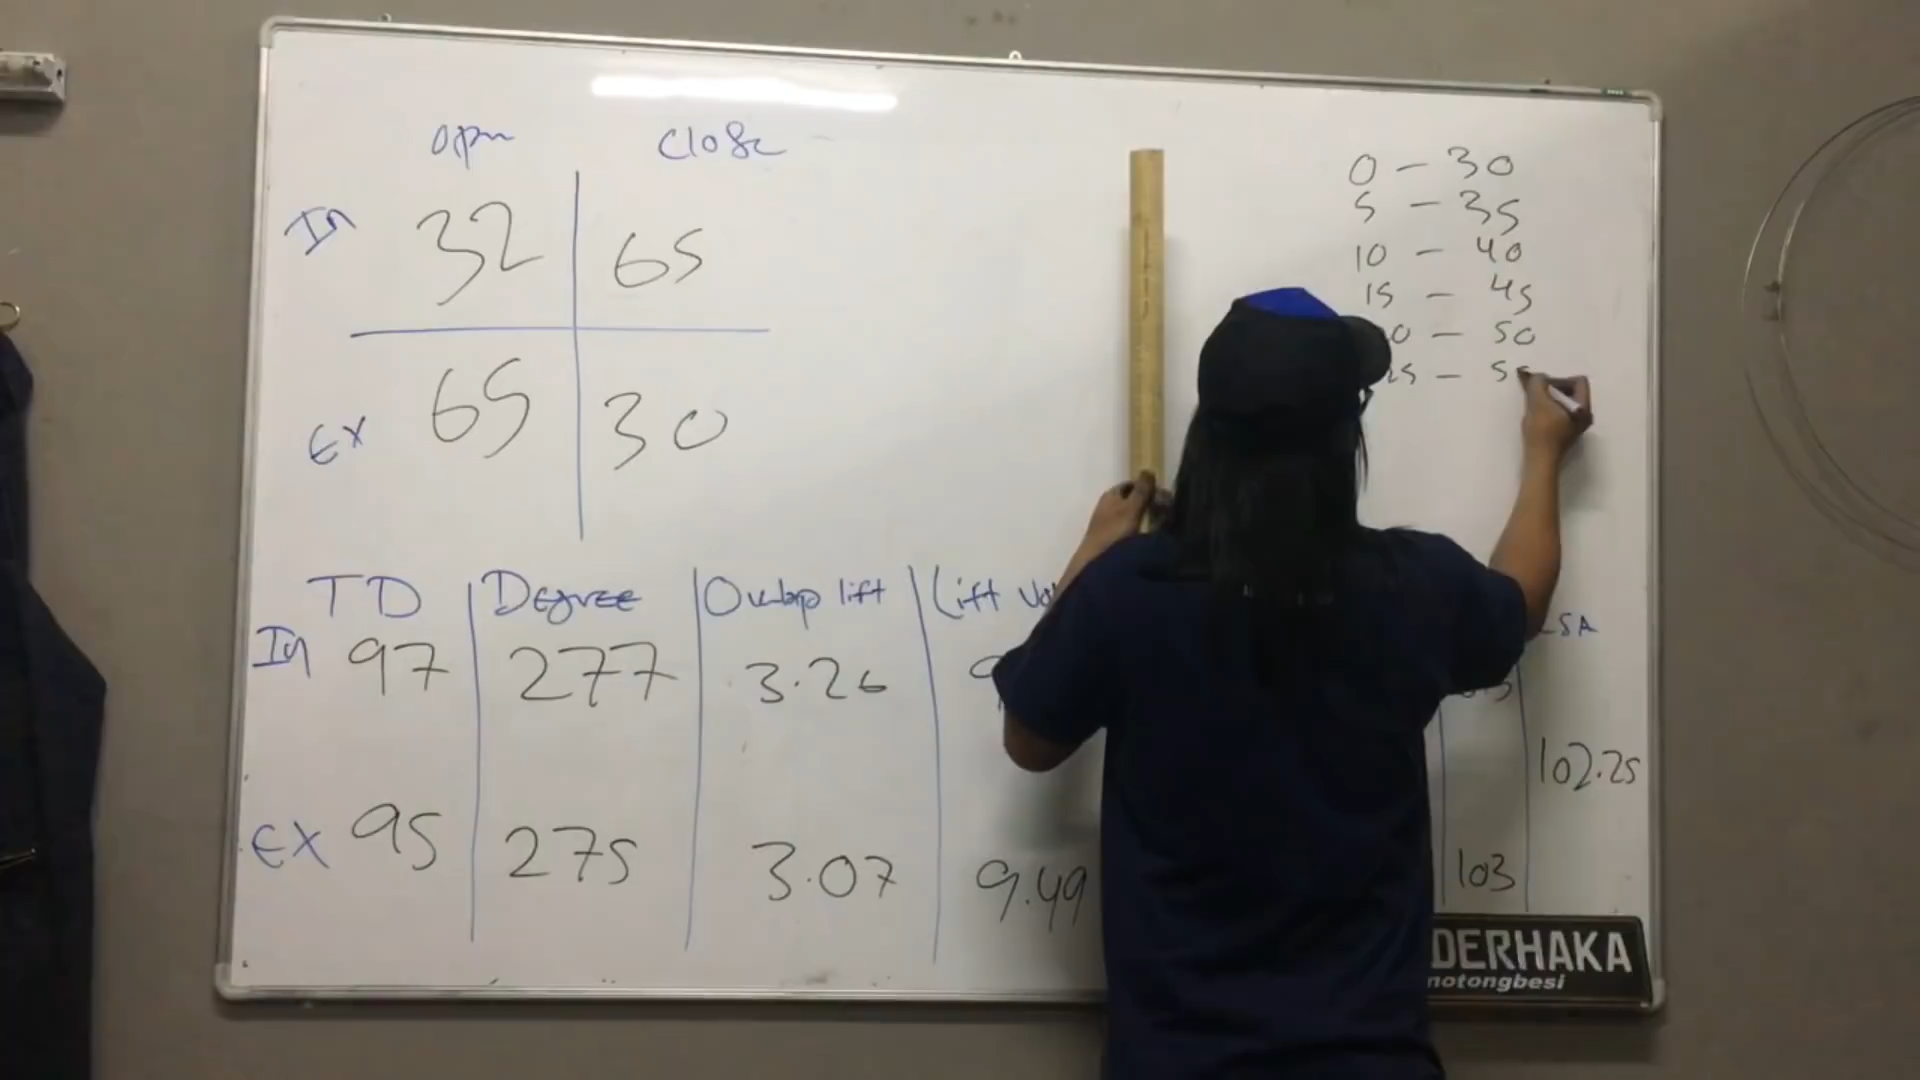 open close
In 32 65
Ex 65 30
0 - 30
5 - 35
10 - 40
15 - 45
0 - 50
25 - 55
TD Degree Overlap lift Lift LSA
In 97 277 3.26
102.25
EX 95 275 3.07 9.49 103
DERHAKA
motongbesi